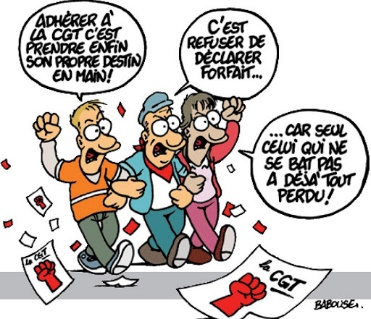 ADHÉRER À
LA CGT C'EST
PRENDRE ENFIN
SON PROPRE DESTIN
EN MAIN!
C'EST
REFUSER DE
DÉCLARER
FORFAIT...
...CAR SEUL
CELUI QUI NE
SE BAT PAS
A DÉJÀ TOUT
PERDU!
la CGT
la CGT
BABOUSE.